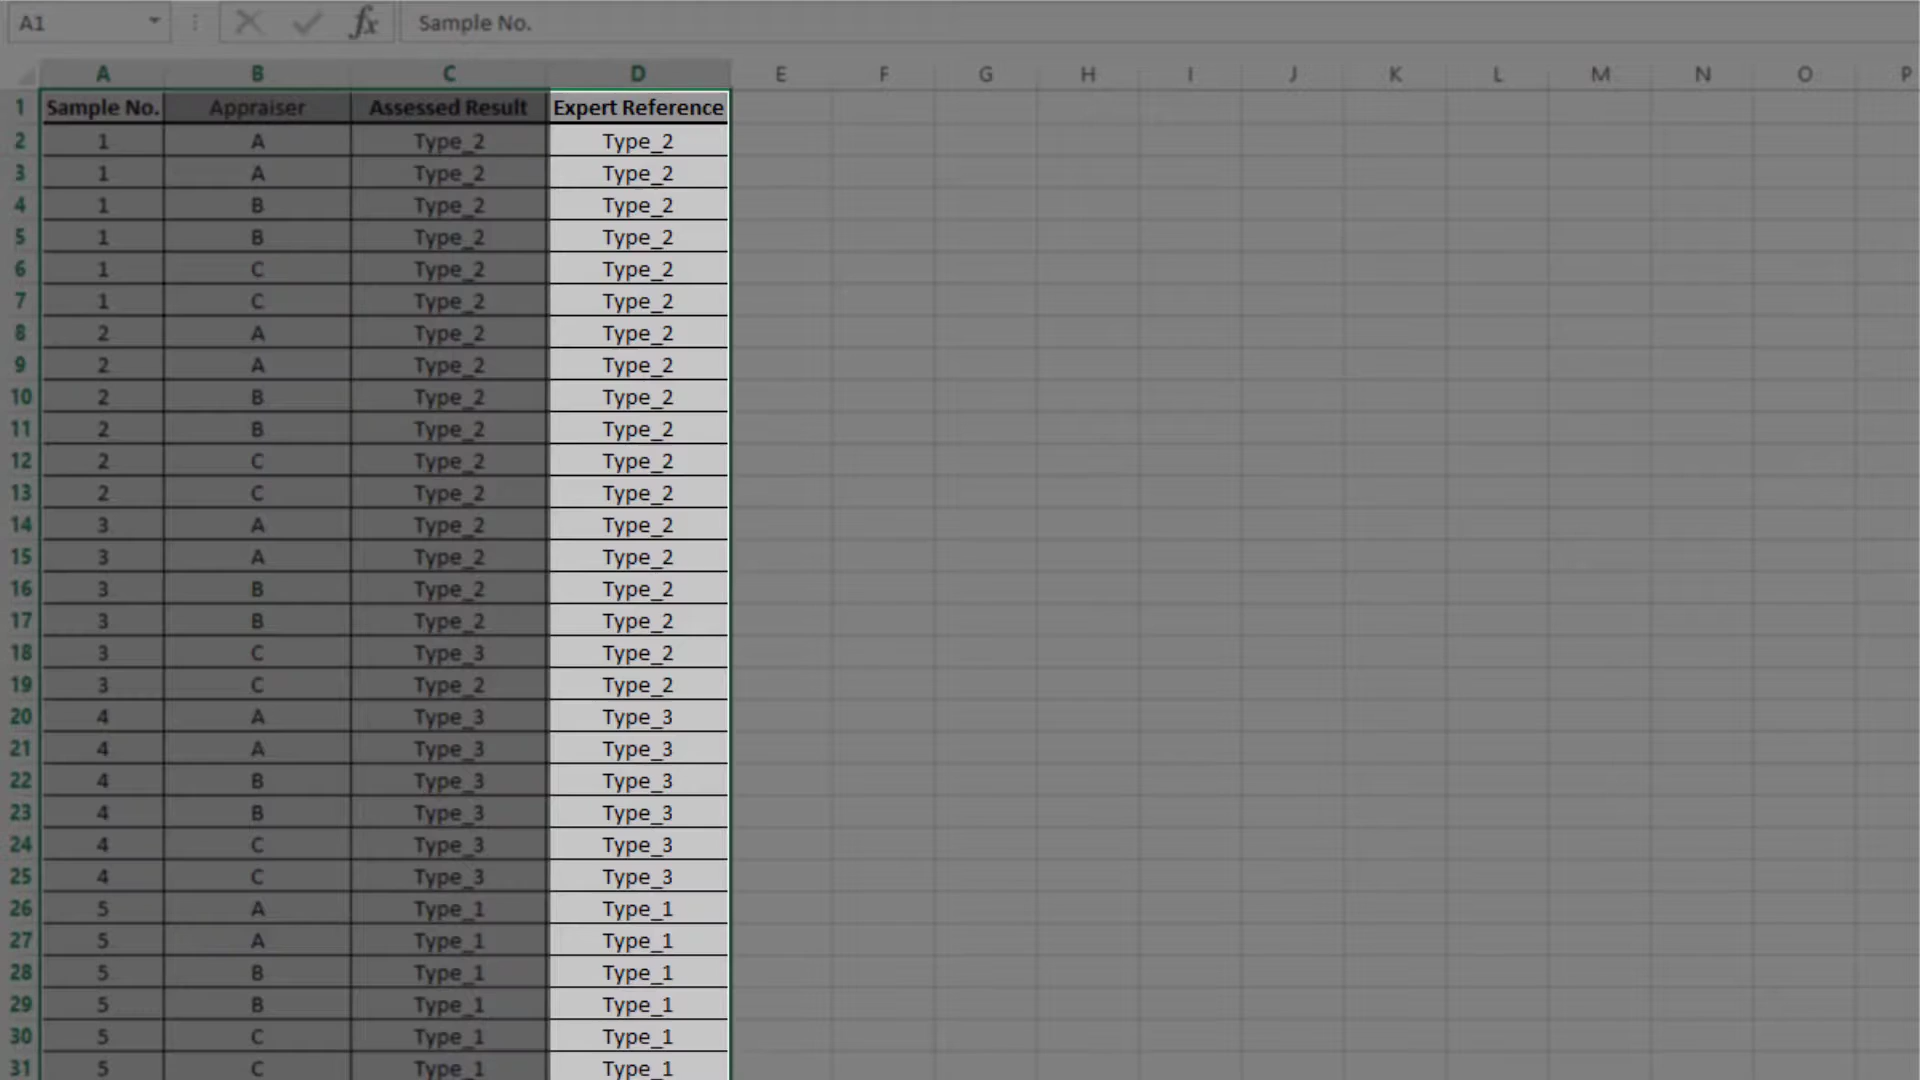 A1 fx Sample No.
A B C D E F G H I J K L M N O P
1 Sample No. Appraiser Assessed Result Expert Reference
2 1 A Type_2 Type_2
3 1 A Type_2 Type_2
4 1 B Type_2 Type_2
5 1 B Type_2 Type_2
6 1 C Type_2 Type_2
7 1 C Type_2 Type_2
8 2 A Type_2 Type_2
9 2 A Type_2 Type_2
10 2 B Type_2 Type_2
11 2 B Type_2 Type_2
12 2 C Type_2 Type_2
13 2 C Type_2 Type_2
14 3 A Type_2 Type_2
15 3 A Type_2 Type_2
16 3 B Type_2 Type_2
17 3 B Type_2 Type_2
18 3 C Type_3 Type_2
19 3 C Type_2 Type_2
20 4 A Type_3 Type_3
21 4 A Type_3 Type_3
22 4 B Type_3 Type_3
23 4 B Type_3 Type_3
24 4 C Type_3 Type_3
25 4 C Type_3 Type_3
26 5 A Type_1 Type_1
27 5 A Type_1 Type_1
28 5 B Type_1 Type_1
29 5 B Type_1 Type_1
30 5 C Type_1 Type_1
31 5 C Type_1 Type_1